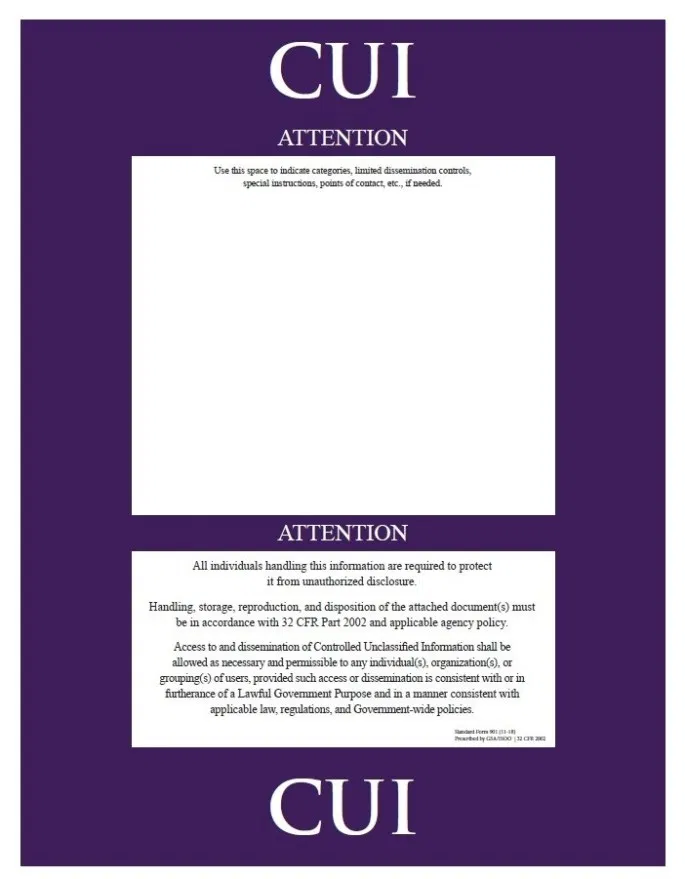 CUI
ATTENTION
Use this space to indicate categories, limited dissemination controls,
special instructions, points of contact, etc., if needed.
ATTENTION
All individuals handling this information are required to protect
it from unauthorized disclosure.
Handling, storage, reproduction, and disposition of the attached document(s) must
be in accordance with 32 CFR Part 2002 and applicable agency policy.
Access to and dissemination of Controlled Unclassified Information shall be
allowed as necessary and permissible to any individual(s), organization(s), or
grouping(s) of users, provided such access or dissemination is consistent with or in
furtherance of a Lawful Government Purpose and in a manner consistent with
applicable law, regulations, and Government-wide policies.
Standard Form 901 (11-18)
Prescribed by GSA/ISOO | 32 CFR 2002
CUI